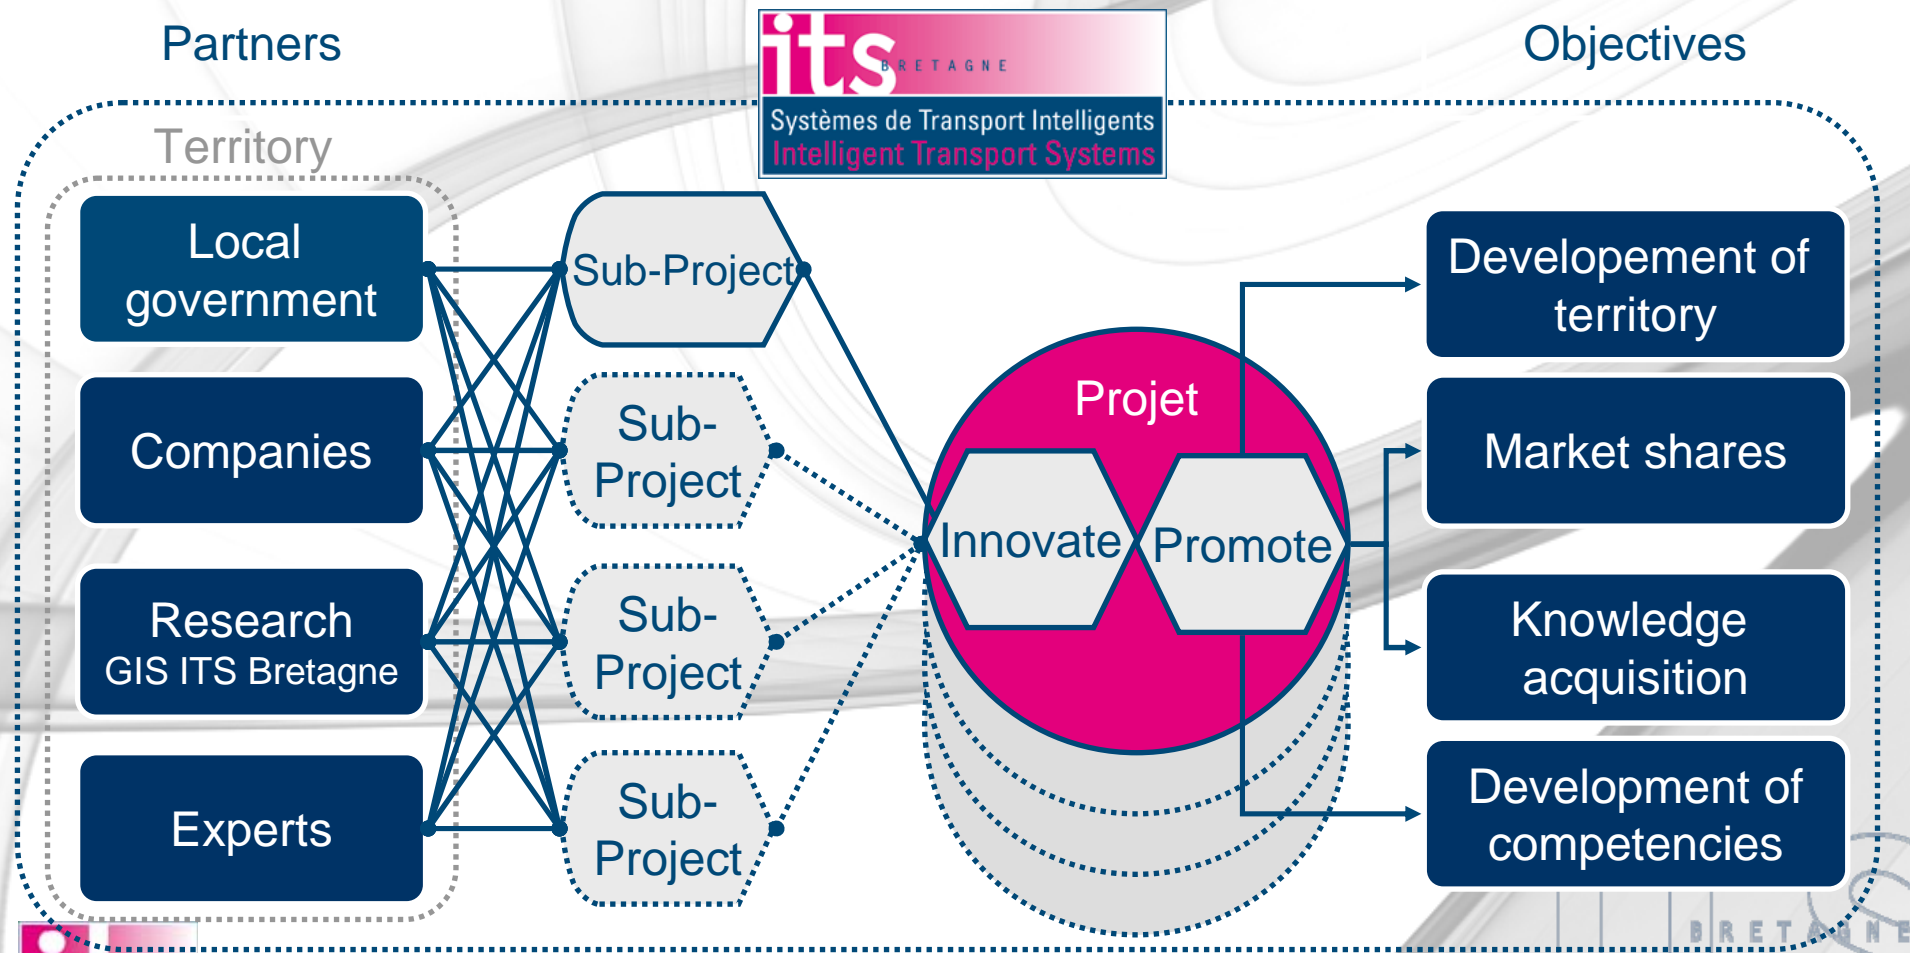 Partners
its
BRETAGNE
Systèmes de Transport Intelligents
Intelligent Transport Systems
Objectives
Territory
Local
government
Companies
Research
GIS ITS Bretagne
Experts
Sub-Project
Sub-
Project
Sub-
Project
Sub-
Project
Projet
Innovate
Promote
Developement of
territory
Market shares
Knowledge
acquisition
Development of
competencies
BRETAGNE